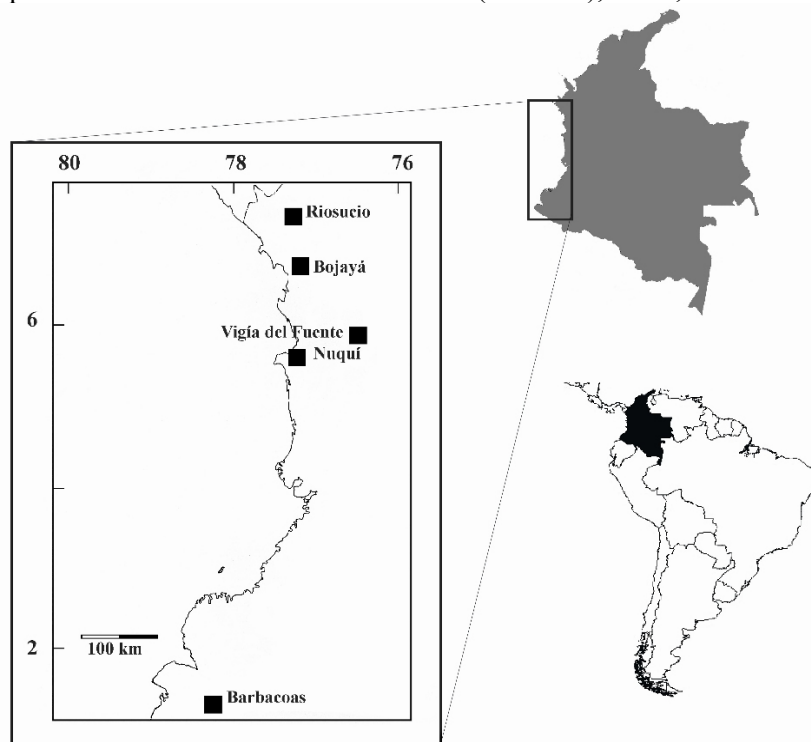 80 78 76
Riosucio
Bojayá
6
Vigía del Fuente
Nuquí
2
100 km
Barbacoas